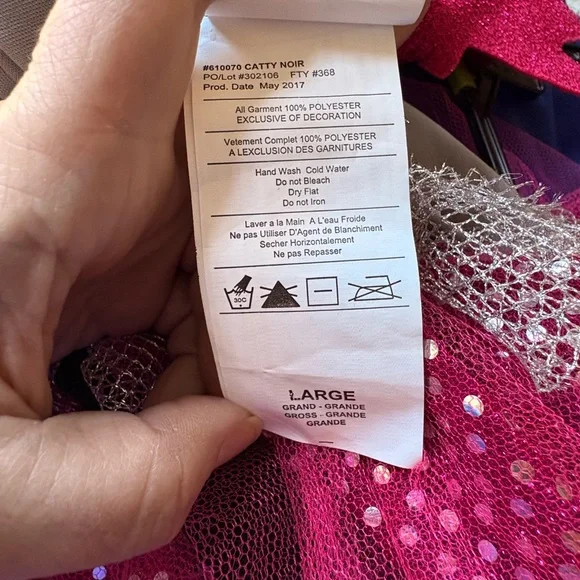 #610070 CATTY NOIR
PO/Lot #302106 FTY #368
Prod. Date May 2017
All Garment 100% POLYESTER
EXCLUSIVE OF DECORATION
Vetement Complet 100% POLYESTER
A LEXCLUSION DES GARNITURES
Hand Wash Cold Water
Do not Bleach
Dry Flat
Do not Iron
Laver a la Main A L'eau Froide
Ne pas Utiliser D'Agent de Blanchiment
Secher Horizontalement
Ne pas Repasser
30C
LARGE
GRAND - GRANDE
GROSS - GRANDE
GRANDE